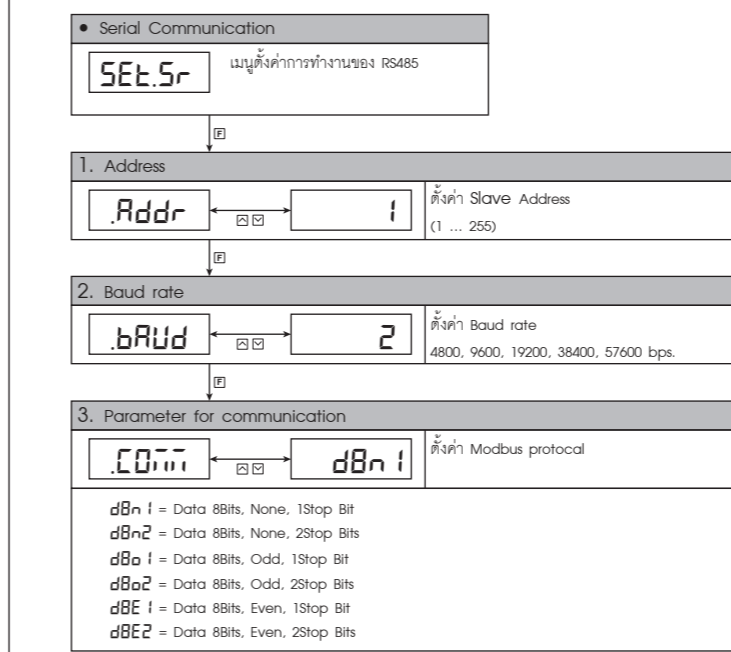 • Serial Communication
SEt.Sr
เมนูตั้งค่าการทำงานของ RS485
F
1. Address
.Addr
1
ตั้งค่า Slave Address
(1 ... 255)
F
2. Baud rate
.bAUd
2
ตั้งค่า Baud rate
4800, 9600, 19200, 38400, 57600 bps.
F
3. Parameter for communication
.COmm
d8n1
ตั้งค่า Modbus protocal
d8n1 = Data 8Bits, None, 1Stop Bit
d8n2 = Data 8Bits, None, 2Stop Bits
d8o1 = Data 8Bits, Odd, 1Stop Bit
d8o2 = Data 8Bits, Odd, 2Stop Bits
d8E1 = Data 8Bits, Even, 1Stop Bit
d8E2 = Data 8Bits, Even, 2Stop Bits